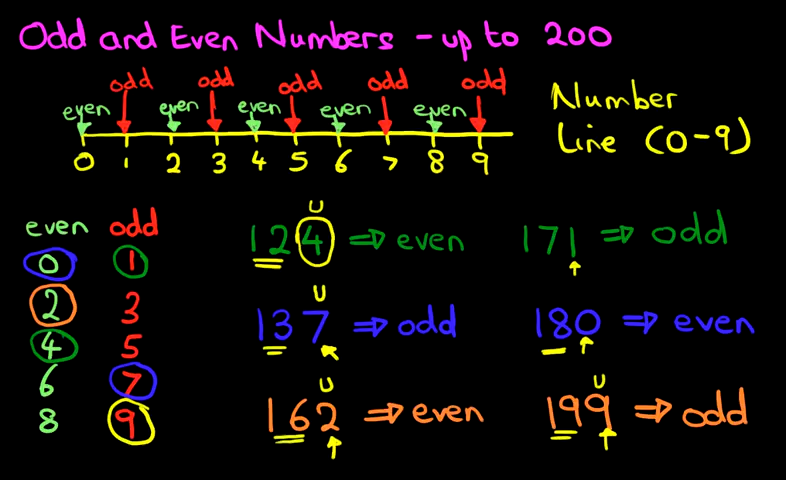 Odd and Even Numbers - up to 200
odd odd odd odd odd
even even even even even
0 1 2 3 4 5 6 7 8 9
Number
Line (0-9)
even odd
0 1
2 3
4 5
6 7
8 9
U
124 ⇒ even
171 ⇒ odd
U
137 ⇒ odd
180 ⇒ even
U
162 ⇒ even
U
199 ⇒ odd